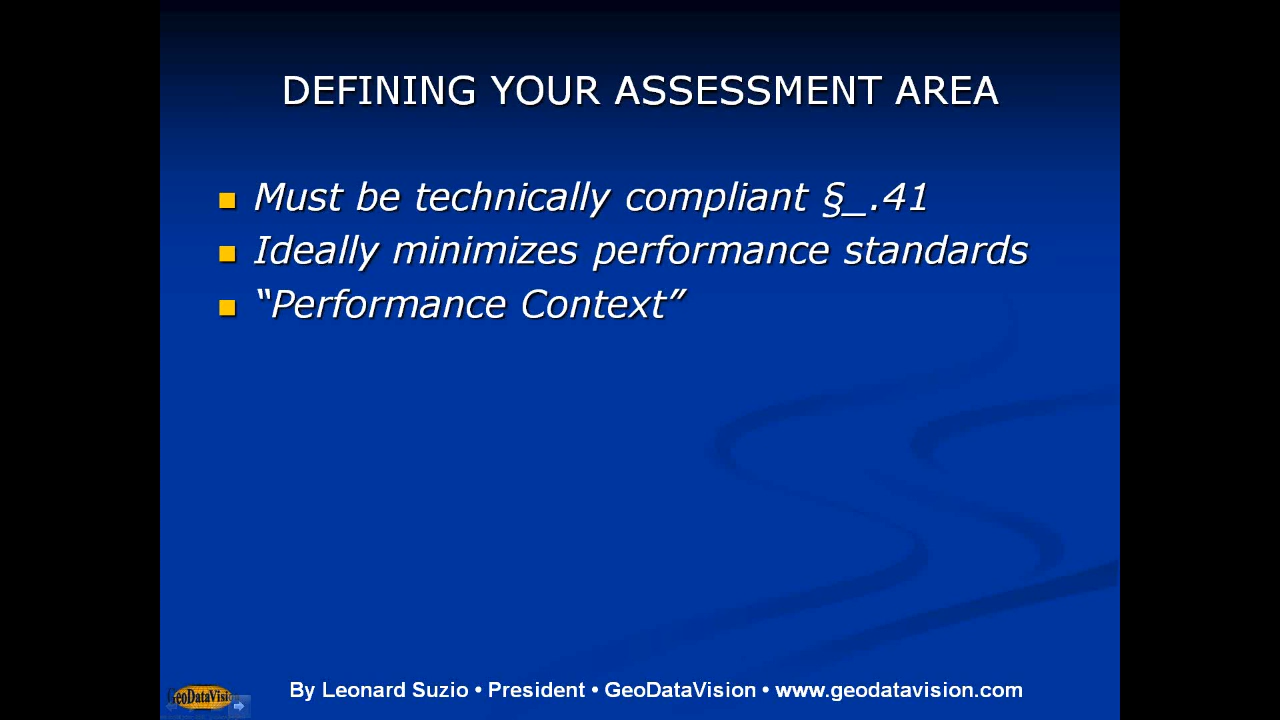 DEFINING YOUR ASSESSMENT AREA
Must be technically compliant §_.41
Ideally minimizes performance standards
“Performance Context”
GeoDataVisi
By Leonard Suzio • President • GeoDataVision • www.geodatavision.com